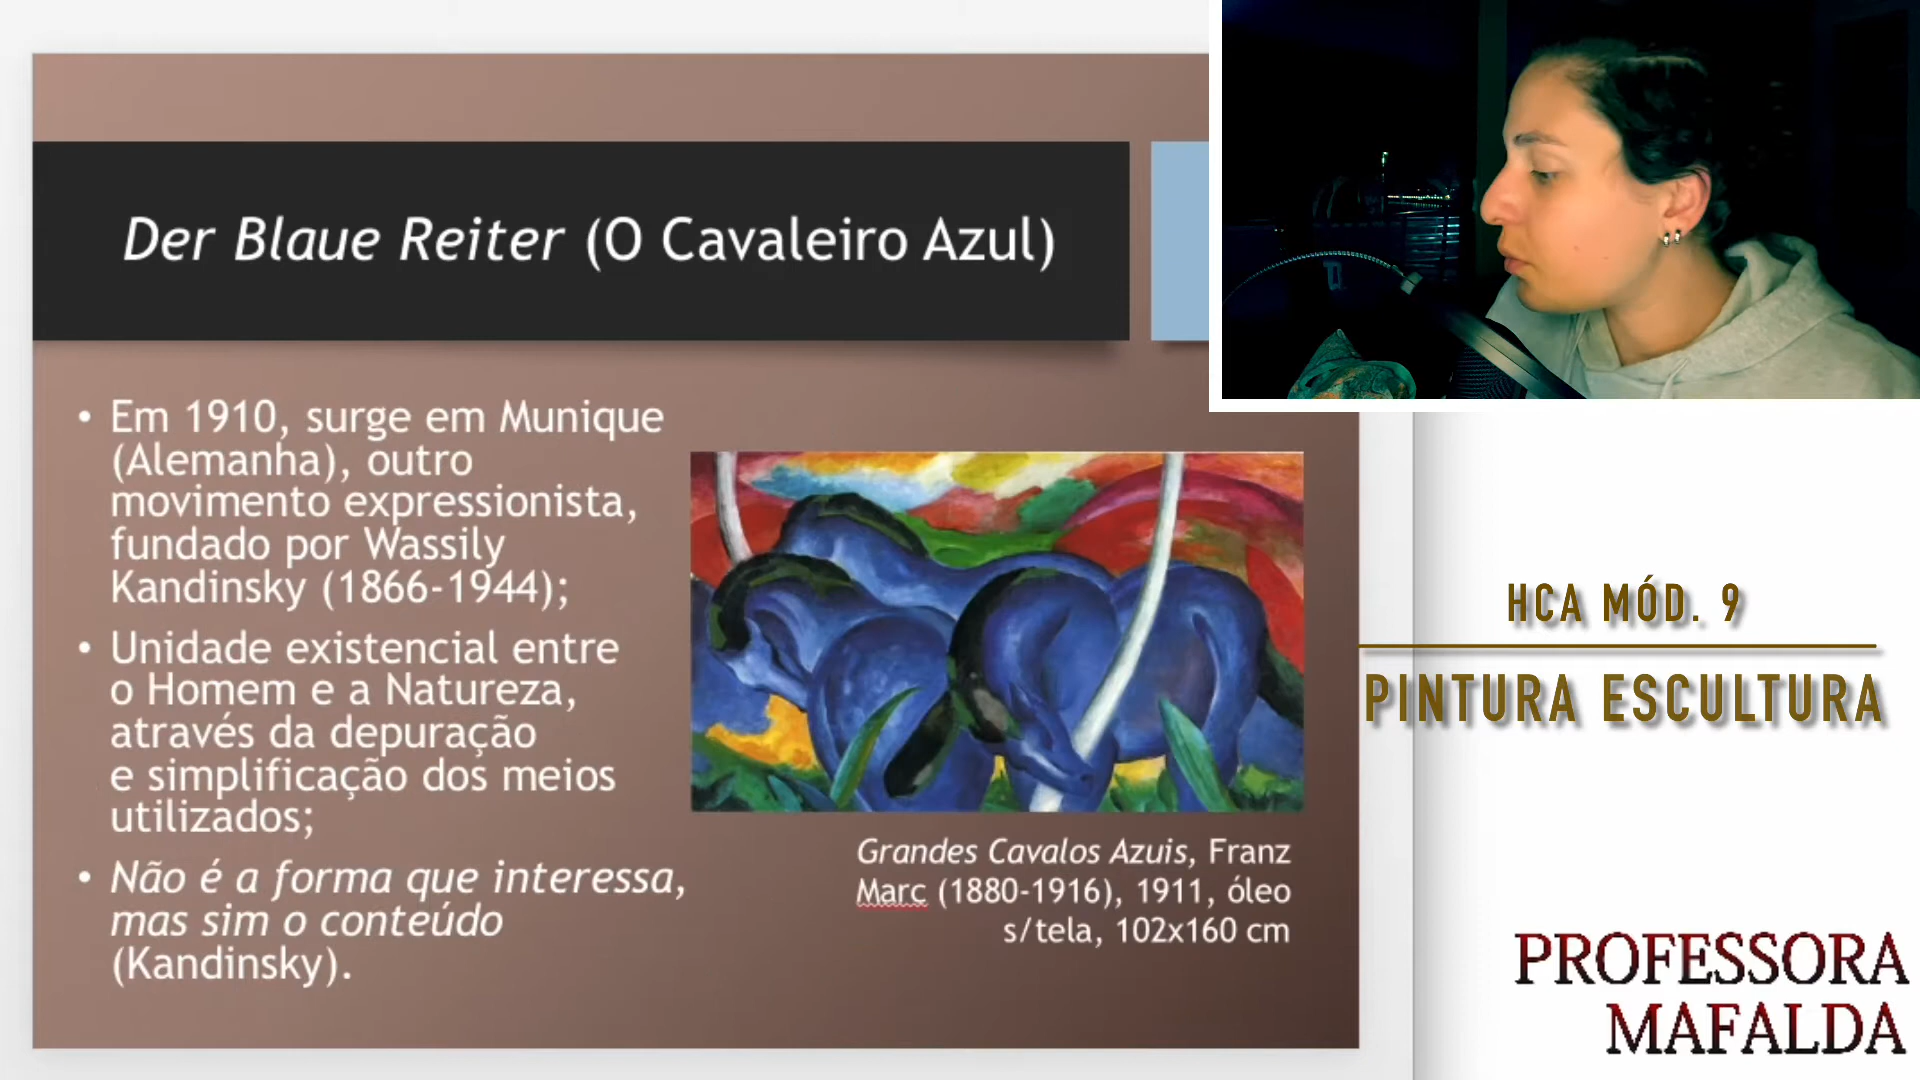 Der Blaue Reiter (O Cavaleiro Azul)
• Em 1910, surge em Munique
(Alemanha), outro
movimento expressionista,
fundado por Wassily
Kandinsky (1866-1944);
• Unidade existencial entre
o Homem e a Natureza,
através da depuração
e simplificação dos meios
utilizados;
• Não é a forma que interessa,
mas sim o conteúdo
(Kandinsky).
Grandes Cavalos Azuis, Franz
Marc (1880-1916), 1911, óleo
s/tela, 102x160 cm
HCA MÓD. 9
PINTURA ESCULTURA
PROFESSORA
MAFALDA